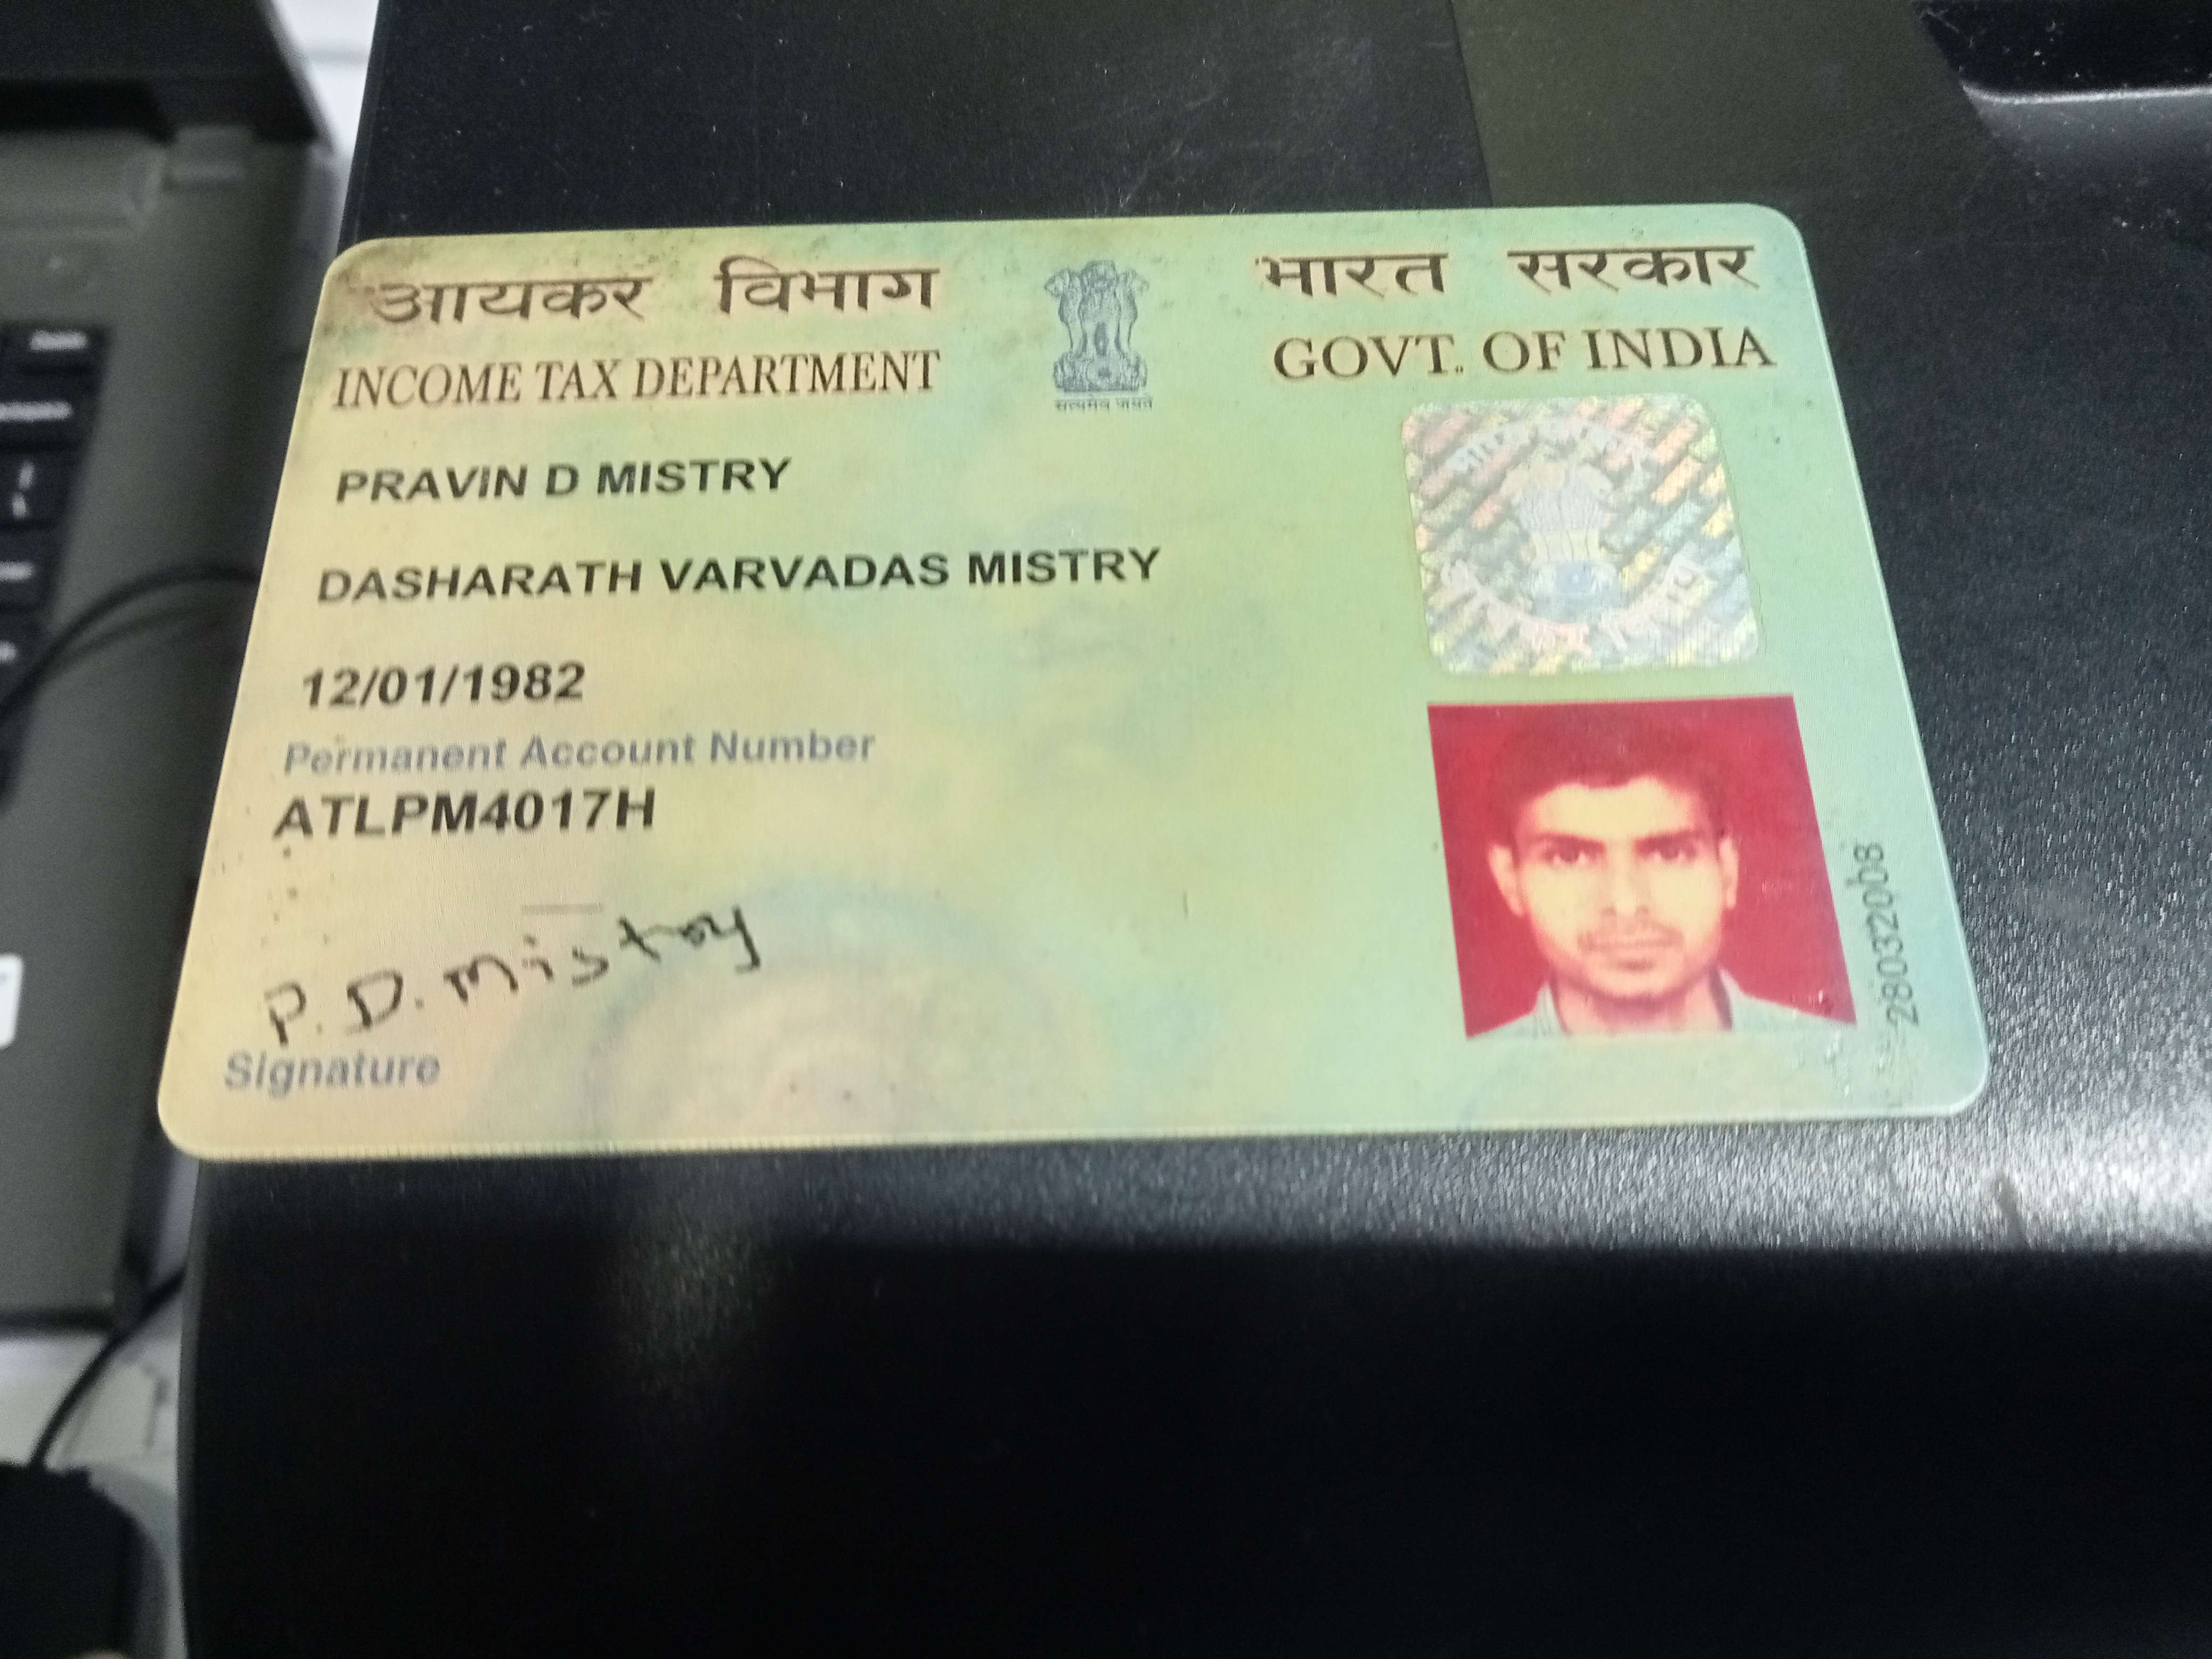 आयकर विभाग
INCOME TAX DEPARTMENT
सत्यमेव जयते
भारत सरकार
GOVT. OF INDIA
PRAVIN D MISTRY
DASHARATH VARVADAS MISTRY
12/01/1982
Permanent Account Number
ATLPM4017H
P.D.Mistry
Signature
28032008